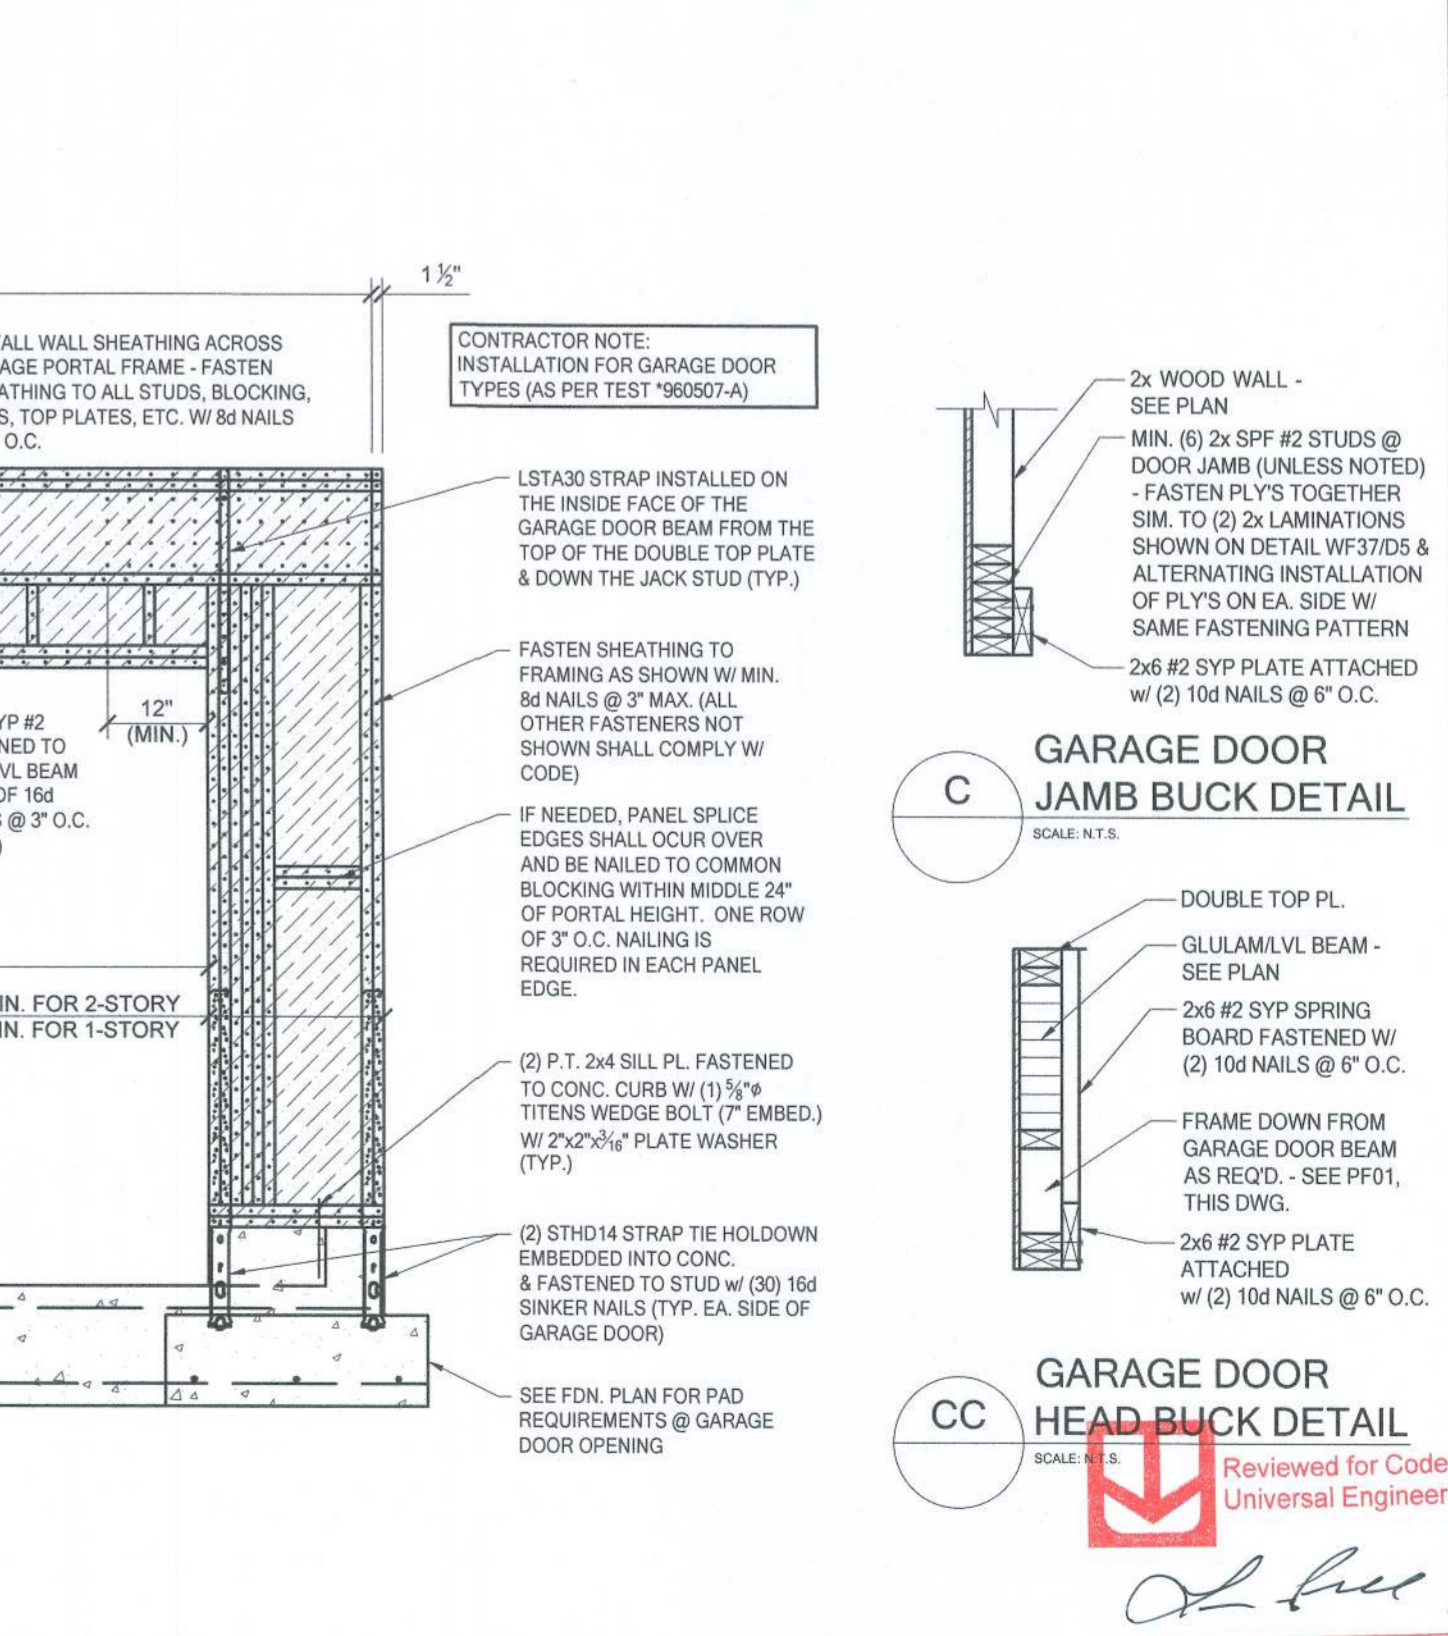 1 ½"
CONTRACTOR NOTE:
INSTALLATION FOR GARAGE DOOR
TYPES (AS PER TEST *960507-A)
WALL SHEATHING ACROSS
PORTAL FRAME - FASTEN
TO ALL STUDS, BLOCKING,
TOP PLATES, ETC. W/ 8d NAILS
O.C.
LSTA30 STRAP INSTALLED ON
THE INSIDE FACE OF THE
GARAGE DOOR BEAM FROM THE
TOP OF THE DOUBLE TOP PLATE
& DOWN THE JACK STUD (TYP.)
FASTEN SHEATHING TO
FRAMING AS SHOWN W/ MIN.
8d NAILS @ 3" MAX. (ALL
OTHER FASTENERS NOT
SHOWN SHALL COMPLY W/
CODE)
12"
(MIN.)
#2
TO
BEAM
OF 16d
@ 3" O.C.
IF NEEDED, PANEL SPLICE
EDGES SHALL OCUR OVER
AND BE NAILED TO COMMON
BLOCKING WITHIN MIDDLE 24"
OF PORTAL HEIGHT. ONE ROW
OF 3" O.C. NAILING IS
REQUIRED IN EACH PANEL
EDGE.
IN. FOR 2-STORY
IN. FOR 1-STORY
(2) P.T. 2x4 SILL PL. FASTENED
TO CONC. CURB W/ (1) ⅝"ø
TITENS WEDGE BOLT (7" EMBED.)
W/ 2"x2"x3⁄16" PLATE WASHER
(TYP.)
(2) STHD14 STRAP TIE HOLDOWN
EMBEDDED INTO CONC.
& FASTENED TO STUD w/ (30) 16d
SINKER NAILS (TYP. EA. SIDE OF
GARAGE DOOR)
SEE FDN. PLAN FOR PAD
REQUIREMENTS @ GARAGE
DOOR OPENING
2x WOOD WALL -
SEE PLAN
MIN. (6) 2x SPF #2 STUDS @
DOOR JAMB (UNLESS NOTED)
- FASTEN PLY'S TOGETHER
SIM. TO (2) 2x LAMINATIONS
SHOWN ON DETAIL WF37/D5 &
ALTERNATING INSTALLATION
OF PLY'S ON EA. SIDE W/
SAME FASTENING PATTERN
2x6 #2 SYP PLATE ATTACHED
w/ (2) 10d NAILS @ 6" O.C.
C
GARAGE DOOR
JAMB BUCK DETAIL
SCALE: N.T.S.
DOUBLE TOP PL.
GLULAM/LVL BEAM -
SEE PLAN
2x6 #2 SYP SPRING
BOARD FASTENED W/
(2) 10d NAILS @ 6" O.C.
FRAME DOWN FROM
GARAGE DOOR BEAM
AS REQ'D. - SEE PF01,
THIS DWG.
2x6 #2 SYP PLATE
ATTACHED
w/ (2) 10d NAILS @ 6" O.C.
CC
GARAGE DOOR
HEAD BUCK DETAIL
SCALE: N.T.S.
Reviewed for Code
Universal Engineer